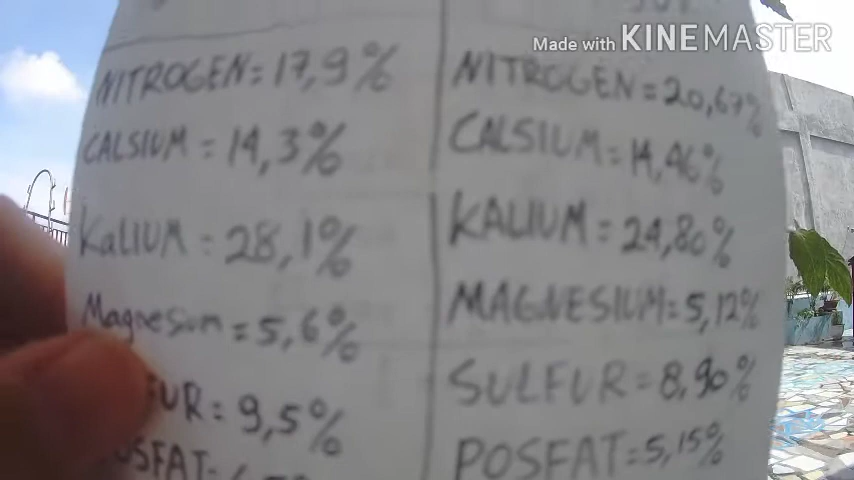 Made with KINEMASTER
NITROGEN = 17,9%
CALSIUM = 14,3%
KaLIUM = 28,1%
Magnesium = 5,6%
FUR = 9,5%
NITROGEN = 20,67%
CALSIUM = 14,46%
KALIUM = 24,80%
MAGNESIUM = 5,12%
SULFUR = 8,90%
POSFAT = 5,15%